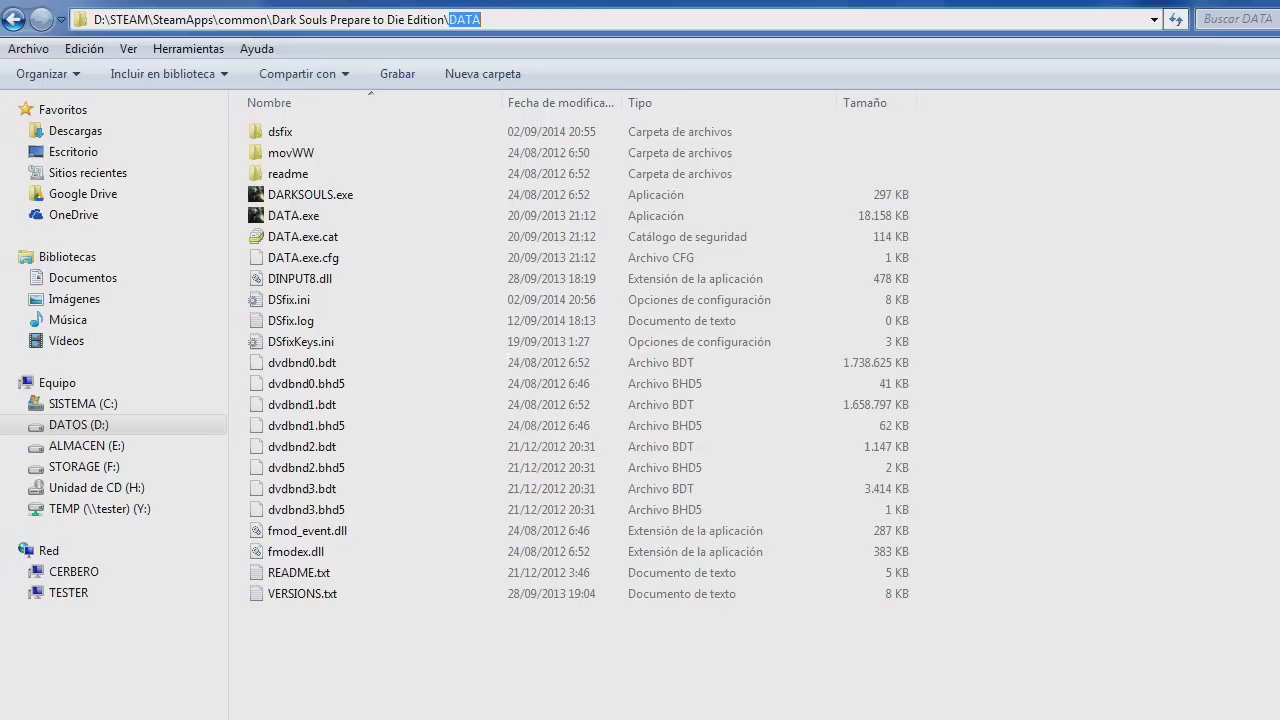 D:\STEAM\SteamApps\common\Dark Souls Prepare to Die Edition\DATA
Buscar DATA
Archivo Edición Ver Herramientas Ayuda
Organizar Incluir en biblioteca Compartir con Grabar Nueva carpeta
Nombre Fecha de modifica... Tipo Tamaño
Favoritos
Descargas
Escritorio
Sitios recientes
Google Drive
OneDrive
Bibliotecas
Documentos
Imágenes
Música
Vídeos
Equipo
SISTEMA (C:)
DATOS (D:)
ALMACEN (E:)
STORAGE (F:)
Unidad de CD (H:)
TEMP (\\tester) (Y:)
Red
CERBERO
TESTER
dsfix 02/09/2014 20:55 Carpeta de archivos
movWW 24/08/2012 6:50 Carpeta de archivos
readme 24/08/2012 6:52 Carpeta de archivos
DARKSOULS.exe 24/08/2012 6:52 Aplicación 297 KB
DATA.exe 20/09/2013 21:12 Aplicación 18.158 KB
DATA.exe.cat 20/09/2013 21:12 Catálogo de seguridad 114 KB
DATA.exe.cfg 20/09/2013 21:12 Archivo CFG 1 KB
DINPUT8.dll 28/09/2013 18:19 Extensión de la aplicación 478 KB
DSfix.ini 02/09/2014 20:56 Opciones de configuración 8 KB
DSfix.log 12/09/2014 18:13 Documento de texto 0 KB
DSfixKeys.ini 19/09/2013 1:27 Opciones de configuración 3 KB
dvdbnd0.bdt 24/08/2012 6:52 Archivo BDT 1.738.625 KB
dvdbnd0.bhd5 24/08/2012 6:46 Archivo BHD5 41 KB
dvdbnd1.bdt 24/08/2012 6:52 Archivo BDT 1.658.797 KB
dvdbnd1.bhd5 24/08/2012 6:46 Archivo BHD5 62 KB
dvdbnd2.bdt 21/12/2012 20:31 Archivo BDT 1.147 KB
dvdbnd2.bhd5 21/12/2012 20:31 Archivo BHD5 2 KB
dvdbnd3.bdt 21/12/2012 20:31 Archivo BDT 3.414 KB
dvdbnd3.bhd5 21/12/2012 20:31 Archivo BHD5 1 KB
fmod_event.dll 24/08/2012 6:46 Extensión de la aplicación 287 KB
fmodex.dll 24/08/2012 6:52 Extensión de la aplicación 383 KB
README.txt 21/12/2012 3:46 Documento de texto 5 KB
VERSIONS.txt 28/09/2013 19:04 Documento de texto 8 KB